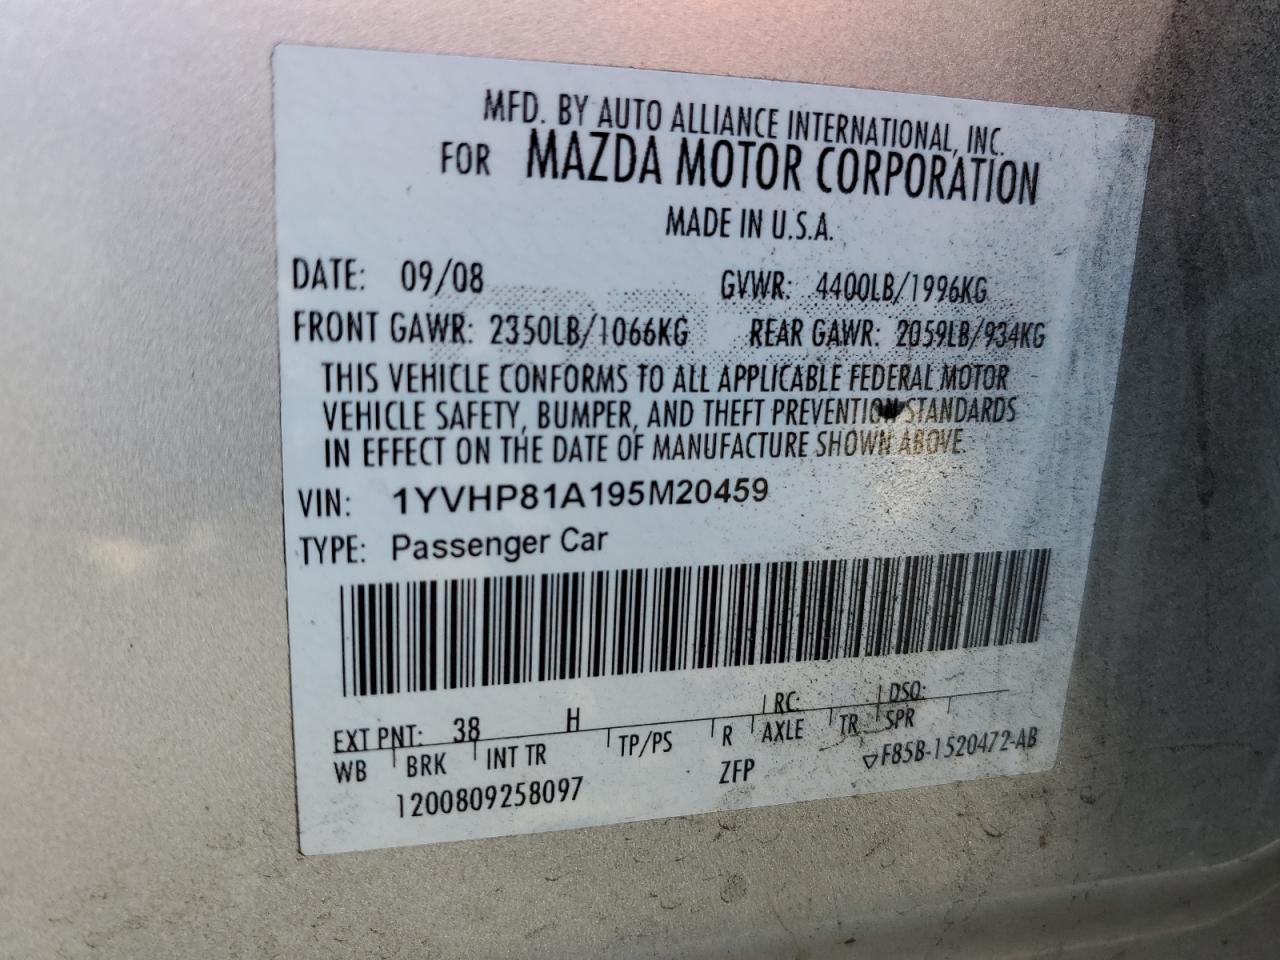 MFD. BY AUTO ALLIANCE INTERNATIONAL, INC.
FOR MAZDA MOTOR CORPORATION
MADE IN U.S.A.
DATE: 09/08 GVWR: 4400LB/1996KG
FRONT GAWR: 2350LB/1066KG REAR GAWR: 2059LB/934KG
THIS VEHICLE CONFORMS TO ALL APPLICABLE FEDERAL MOTOR
VEHICLE SAFETY, BUMPER, AND THEFT PREVENTION STANDARDS
IN EFFECT ON THE DATE OF MANUFACTURE SHOWN ABOVE.
VIN: 1YVHP81A195M20459
TYPE: Passenger Car
EXT PNT: 38 H RC: DSO:
WB BRK INT TR TP/PS R AXLE TR SPR
1200809258097 ZFP ▽F85B-1520472-AB